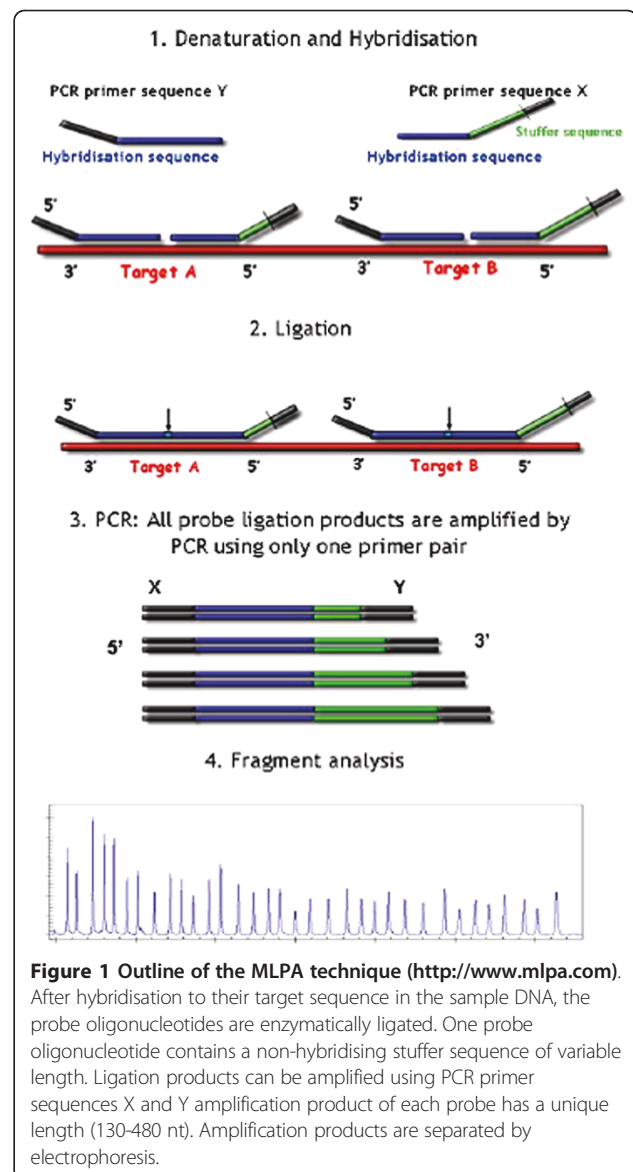 1. Denaturation and Hybridisation
PCR primer sequence Y
PCR primer sequence X
Stuffer sequence
Hybridisation sequence
Hybridisation sequence
5'
5'
3' Target A 5' 3' Target B 5'
2. Ligation
5'
5'
3' Target A 5' 3' Target B 5'
3. PCR: All probe ligation products are amplified by
PCR using only one primer pair
X Y
5' 3'
4. Fragment analysis
Figure 1 Outline of the MLPA technique (http://www.mlpa.com).
After hybridisation to their target sequence in the sample DNA, the
probe oligonucleotides are enzymatically ligated. One probe
oligonucleotide contains a non-hybridising stuffer sequence of variable
length. Ligation products can be amplified using PCR primer
sequences X and Y amplification product of each probe has a unique
length (130-480 nt). Amplification products are separated by
electrophoresis.